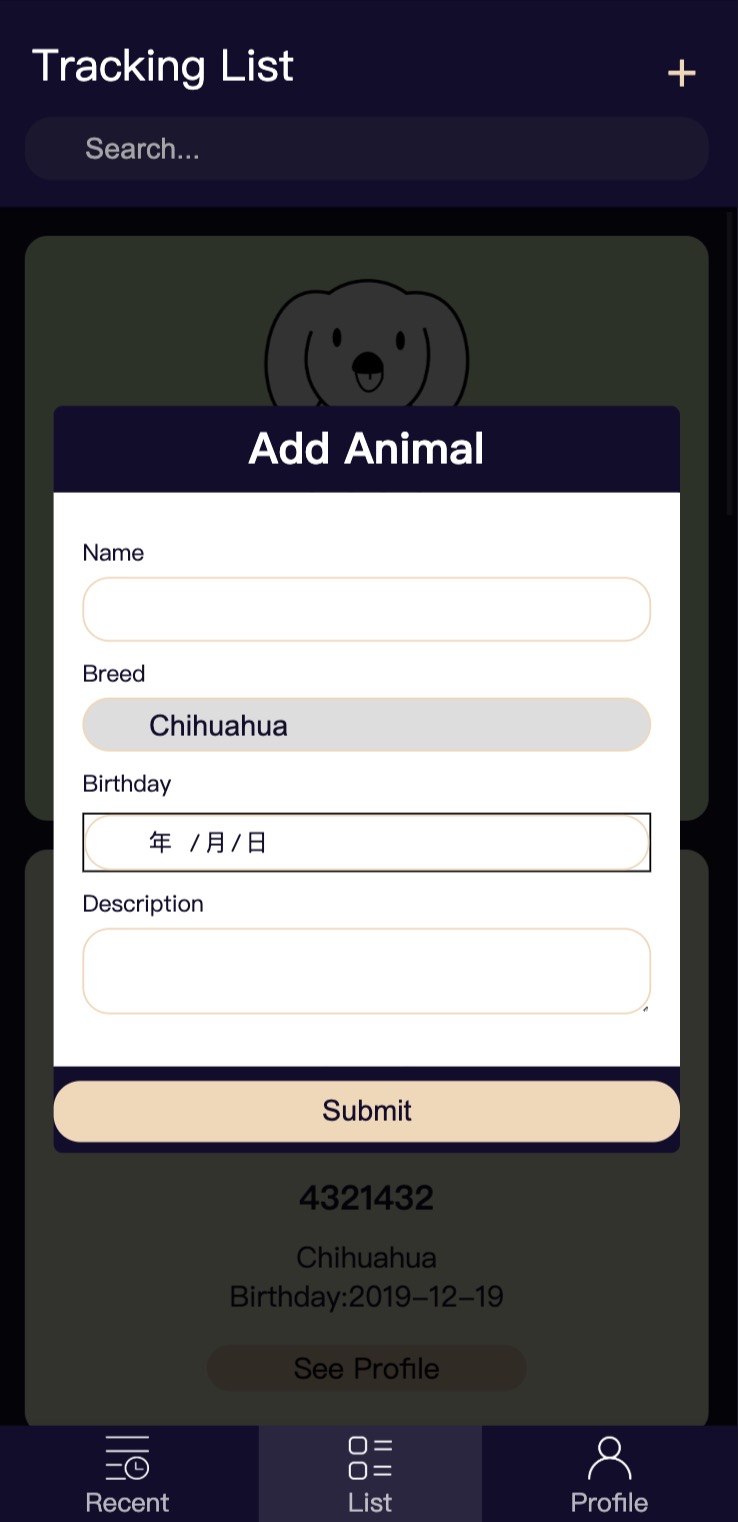 Tracking List
+
Search...
Add Animal
Name
Breed
Chihuahua
Birthday
年 /月/日
Description
Submit
4321432
Chihuahua
Birthday:2019-12-19
See Profile
Recent
List
Profile